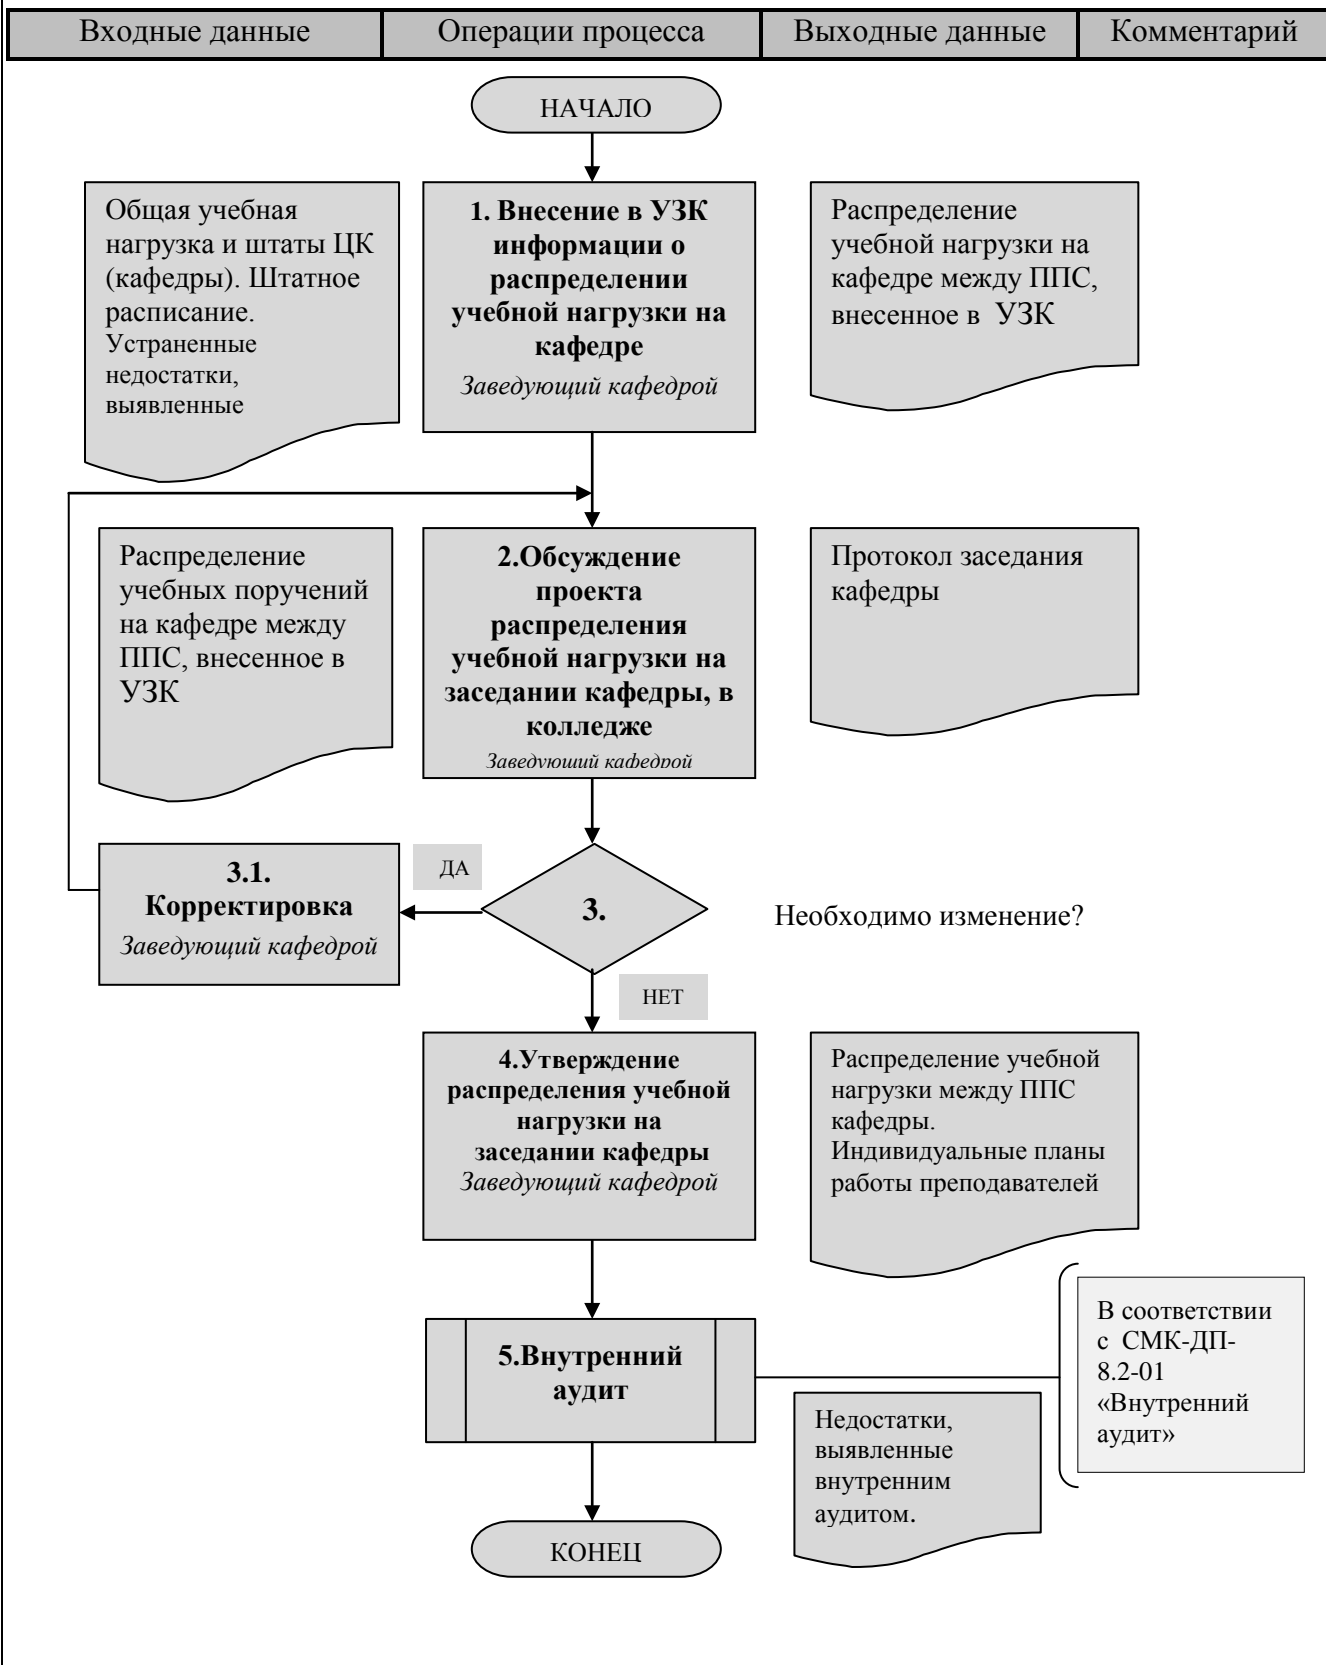 Входные данные
Операции процесса
Выходные данные
Комментарий
НАЧАЛО
Общая учебная
нагрузка и штаты ЦК
(кафедры). Штатное
расписание.
Устраненные
недостатки,
выявленные
1. Внесение в УЗК
информации о
распределении
учебной нагрузки на
кафедре
Заведующий кафедрой
Распределение
учебной нагрузки на
кафедре между ППС,
внесенное в УЗК
Распределение
учебных поручений
на кафедре между
ППС, внесенное в
УЗК
2.Обсуждение
проекта
распределения
учебной нагрузки на
заседании кафедры, в
колледже
Заведующий кафедрой
Протокол заседания
кафедры
3.1.
Корректировка
Заведующий кафедрой
ДА
3.
Необходимо изменение?
НЕТ
4.Утверждение
распределения учебной
нагрузки на
заседании кафедры
Заведующий кафедрой
Распределение учебной
нагрузки между ППС
кафедры.
Индивидуальные планы
работы преподавателей
5.Внутренний
аудит
В соответствии
с СМК-ДП-
8.2-01
«Внутренний
аудит»
Недостатки,
выявленные
внутренним
аудитом.
КОНЕЦ